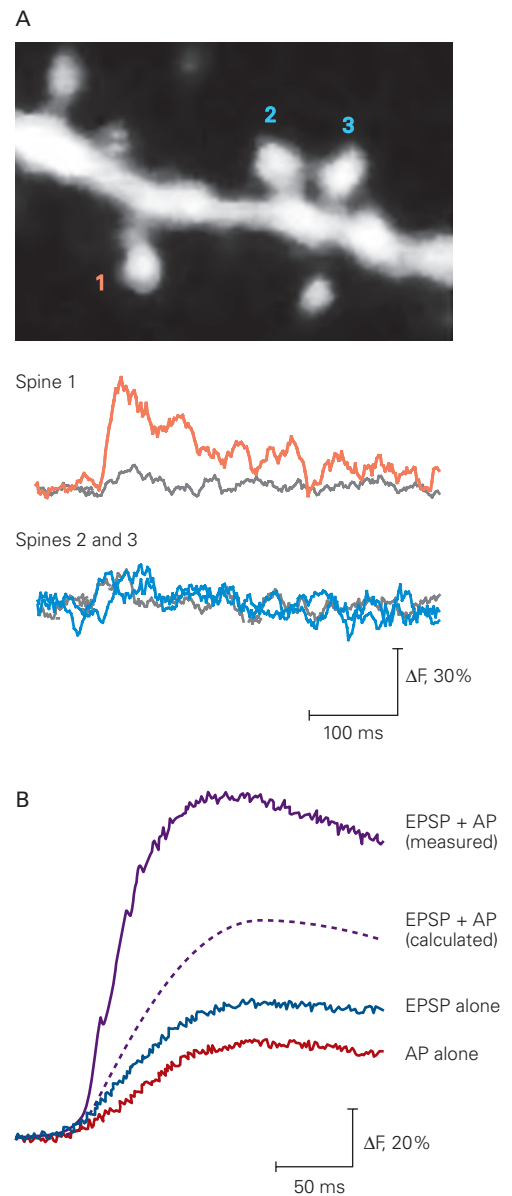 A
2
3
1
Spine 1
Spines 2 and 3
ΔF, 30%
100 ms
B
EPSP + AP
(measured)
EPSP + AP
(calculated)
EPSP alone
AP alone
ΔF, 20%
50 ms